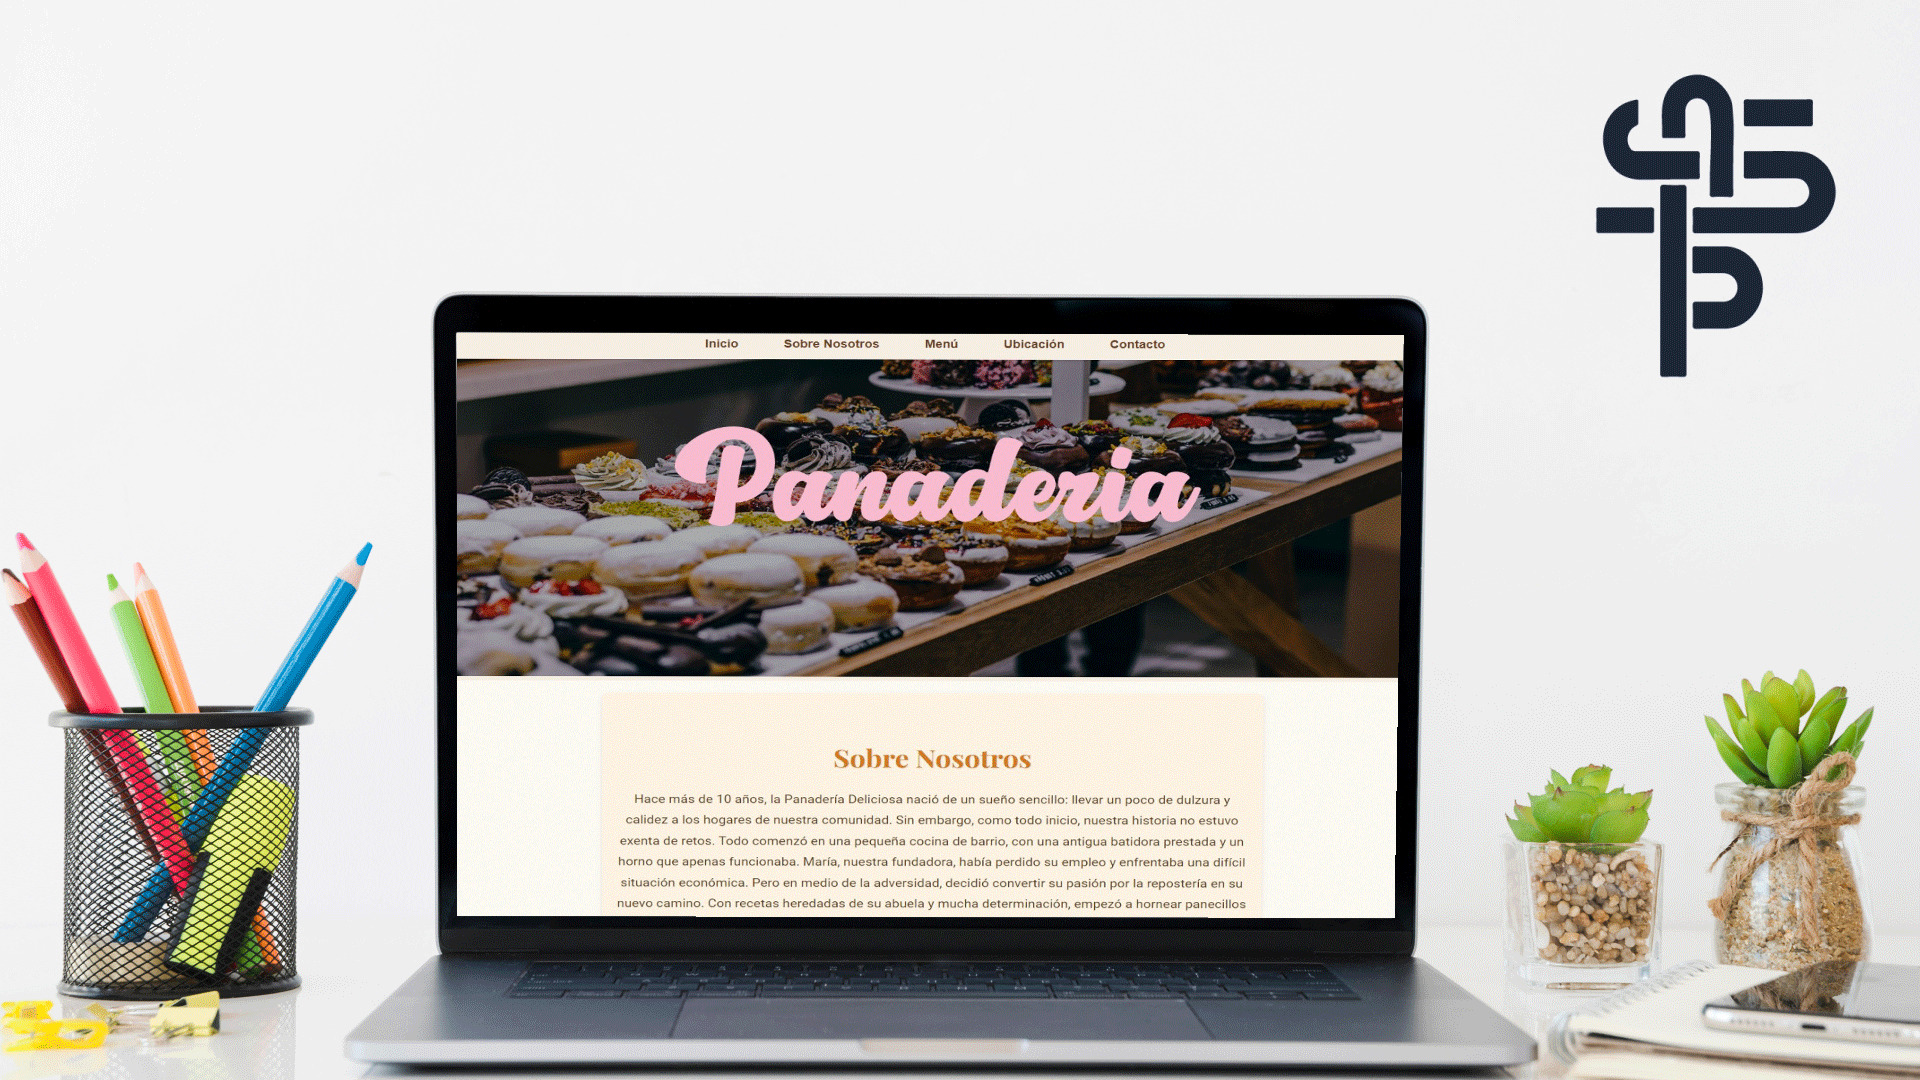 Inicio Sobre Nosotros Menú Ubicación Contacto
Panaderia
Sobre Nosotros
Hace más de 10 años, la Panadería Deliciosa nació de un sueño sencillo: llevar un poco de dulzura y
calidez a los hogares de nuestra comunidad. Sin embargo, como todo inicio, nuestra historia no estuvo
exenta de retos. Todo comenzó en una pequeña cocina de barrio, con una antigua batidora prestada y un
horno que apenas funcionaba. María, nuestra fundadora, había perdido su empleo y enfrentaba una difícil
situación económica. Pero en medio de la adversidad, decidió convertir su pasión por la repostería en su
nuevo camino. Con recetas heredadas de su abuela y mucha determinación, empezó a hornear panecillos